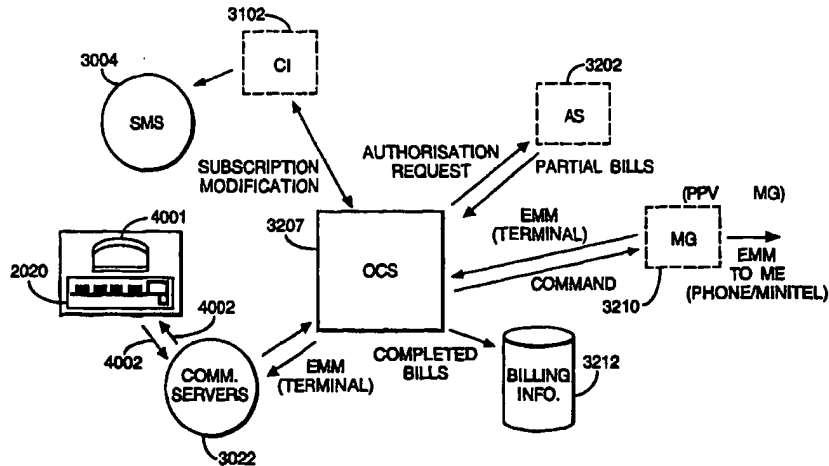 3102
CI
3004
SMS
3202
AS
SUBSCRIPTION
MODIFICATION
AUTHORISATION
REQUEST
PARTIAL BILLS
(PPV MG)
4001
3207
EMM
(TERMINAL)
MG
OCS
EMM
TO ME
(PHONE/MINITEL)
2020
COMMAND
3210
4002
4002
COMM.
SERVERS
EMM
(TERMINAL)
COMPLETED
BILLS
BILLING
INFO.
3212
3022